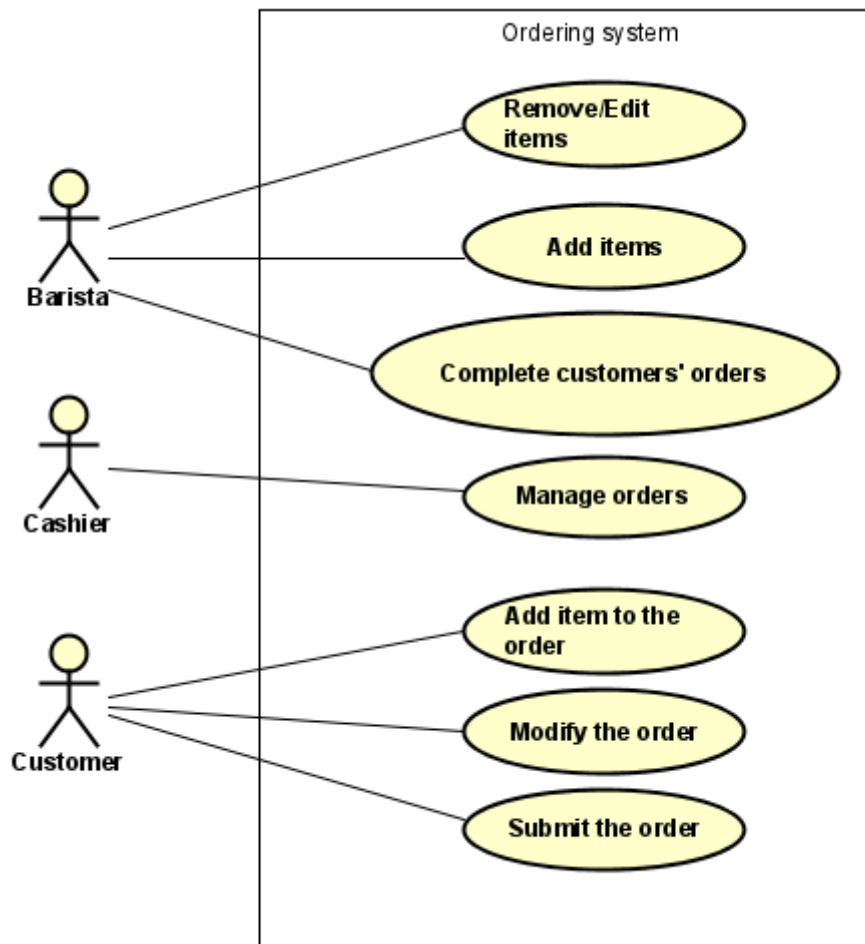 Ordering system
Remove/Edit
items
Add items
Barista
Complete customers' orders
Manage orders
Cashier
Add item to the
order
Modify the order
Customer
Submit the order